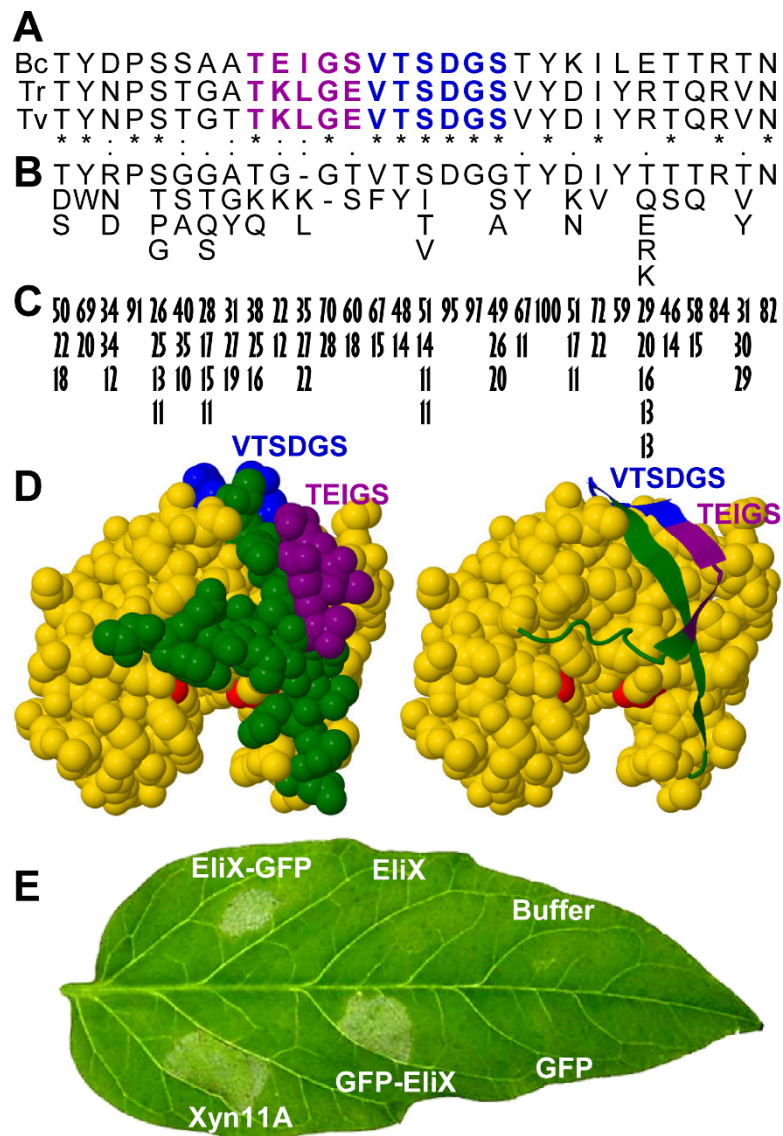 A
Bc T Y D P S S A A T E I G S V T S D G S T Y K I L E T T R T N
Tr T Y N P S T G A T K L G E V T S D G S V Y D I Y R T Q R V N
Tv T Y N P S T G T T K L G E V T S D G S V Y D I Y R T Q R V N
* * : * * : : : * : : * . * * * * * * . * . * . * * *
B T Y R P S G G A T G - G T V T S D G G T Y D I Y T T T R T N
D W N T S T G K K K - S F Y I S Y K V Q S Q V
S D P A Q Y Q L T A N E Y
G S V R
K
C 50 69 34 91 26 40 28 31 38 22 35 70 60 67 48 51 95 97 49 67 100 51 72 59 29 46 58 84 31 82
22 20 34 25 35 17 27 25 12 27 28 18 15 14 14 26 11 17 22 20 14 15 30
18 12 13 10 15 19 16 22 11 20 11 16 29
11 11 11 13
13
D
VTSDGS
TEIGS
VTSDGS
TEIGS
E
EliX-GFP
EliX
Buffer
Xyn11A
GFP-EliX
GFP